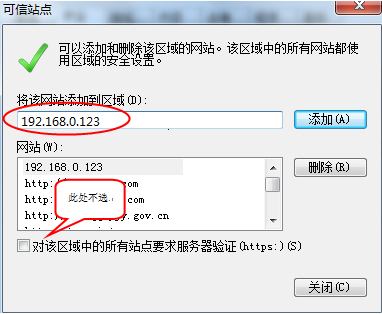 可信站点
可以添加和删除该区域的网站。该区域中的所有网站都使
用区域的安全设置。
将该网站添加到区域(D):
192.168.0.123
添加(A)
网站(W):
192.168.0.123
删除(R)
http:/ .com
http:/ .com
http:/ .gov.cn
此处不选.
对该区域中的所有站点要求服务器验证(https:)(S)
关闭(C)